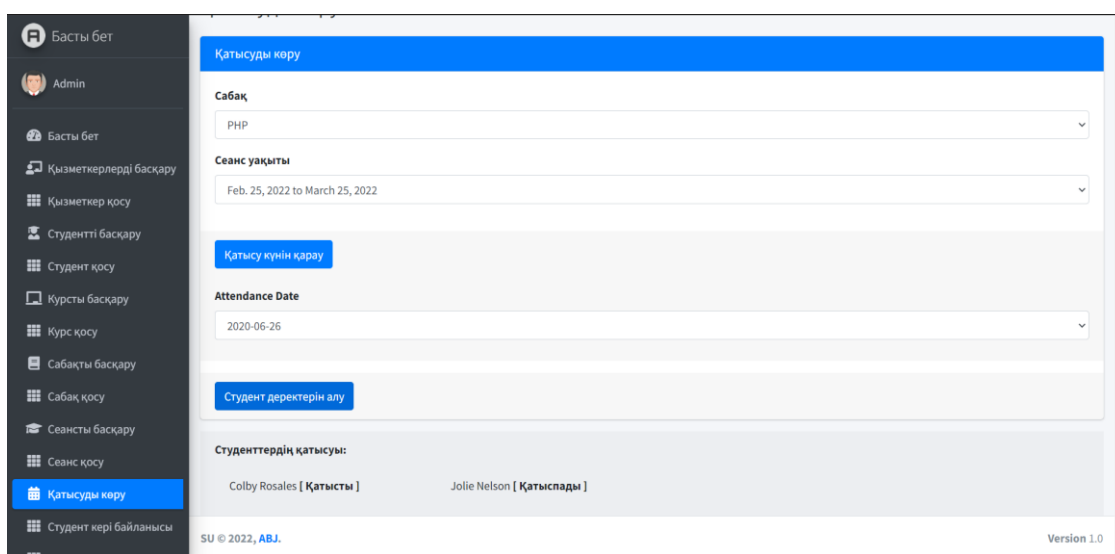 Басты бет
Admin
Басты бет
Қызметкерлерді басқару
Қызметкер қосу
Студентті басқару
Студент қосу
Курсты басқару
Курс қосу
Сабақты басқару
Сабақ қосу
Сеансты басқару
Сеанс қосу
Қатысуды көру
Студент кері байланысы
Қатысуды көру
Сабақ
PHP
Сеанс уақыты
Feb. 25, 2022 to March 25, 2022
Қатысу күнін қарау
Attendance Date
2020-06-26
Студент деректерін алу
Студенттердің қатысуы:
Colby Rosales [ Қатысты ] Jolie Nelson [ Қатыспады ]
SU © 2022, ABJ. Version 1.0